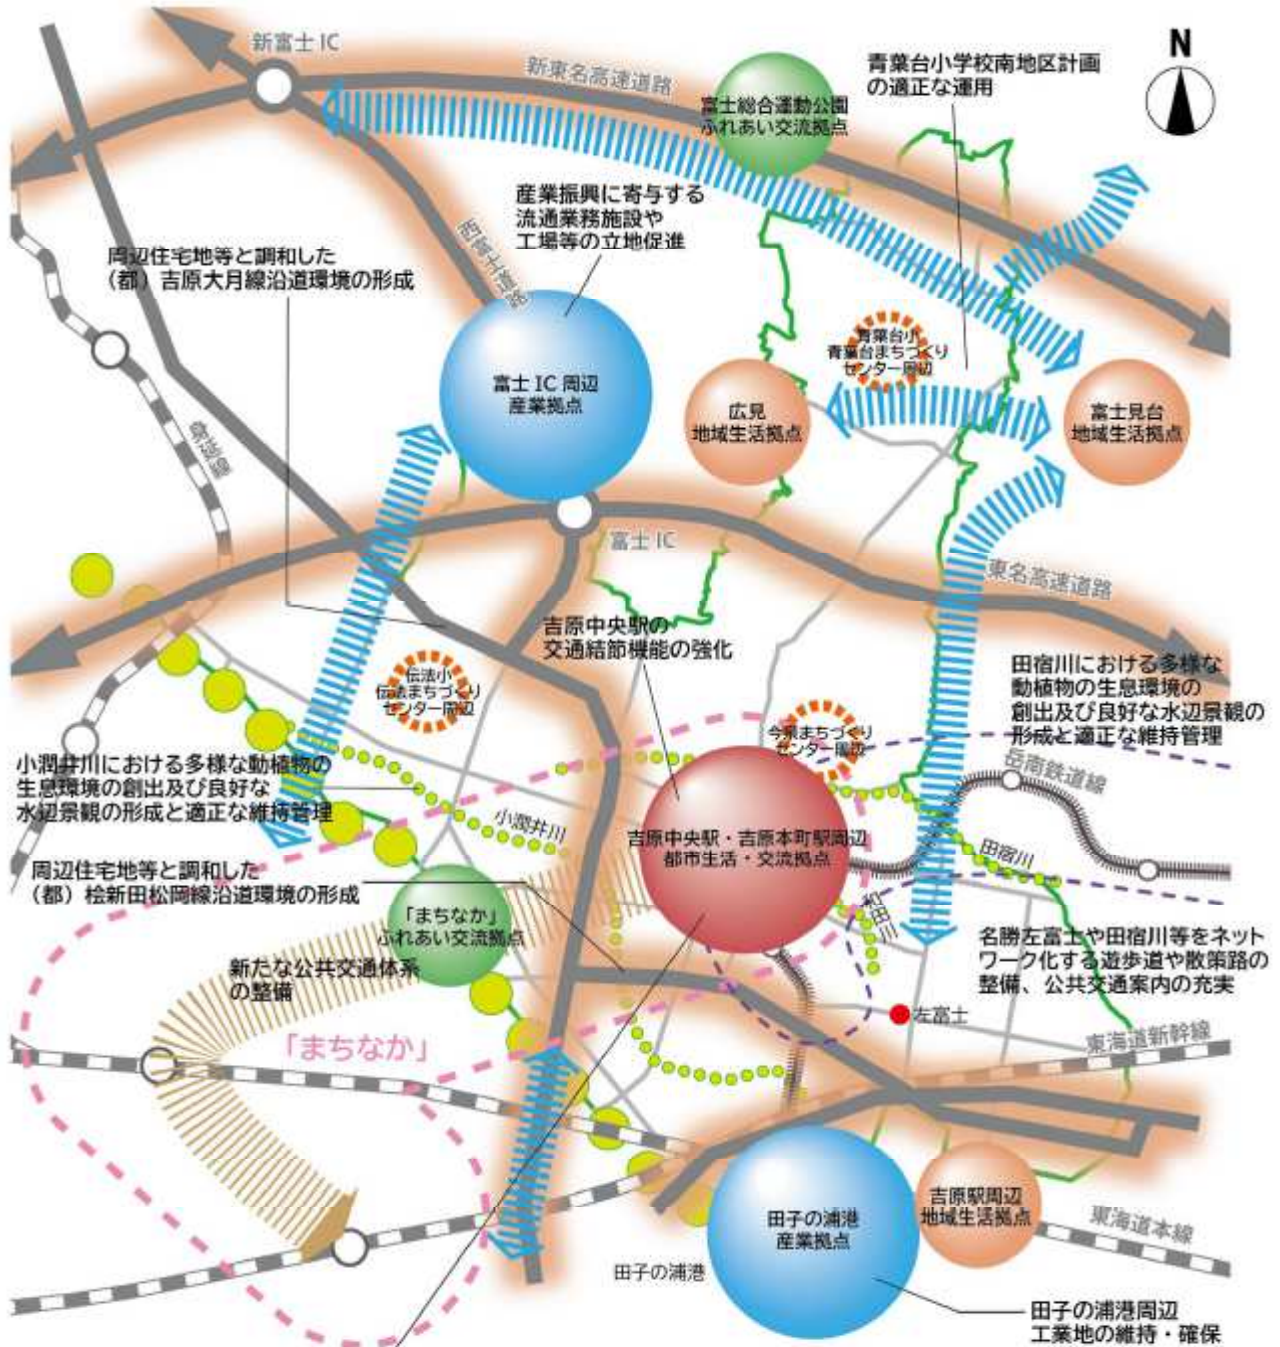 N
新富士 IC
新東名高速道路
青葉台小学校南地区計画
の適正な運用
富士総合運動公園
ふれあい交流拠点
産業振興に寄与する
流通業務施設や
工場等の立地促進
西富士道路
周辺住宅地等と調和した
（都）吉原大月線沿道環境の形成
青葉台小
青葉台まちづくり
センター周辺
富士 IC 周辺
産業拠点
広見
地域生活拠点
富士見台
地域生活拠点
身延線
富士 IC
東名高速道路
吉原中央駅の
交通結節機能の強化
伝法小
伝法まちづくり
センター周辺
田宿川における多様な
動植物の生息環境の
創出及び良好な水辺景観の
形成と適正な維持管理
今泉まちづくり
センター周辺
岳南鉄道線
小潤井川における多様な動植物の
生息環境の創出及び良好な
水辺景観の形成と適正な維持管理
小潤井川
吉原中央駅・吉原本町駅周辺
都市生活・交流拠点
田宿川
周辺住宅地等と調和した
（都）桧新田松岡線沿道環境の形成
「まちなか」
ふれあい交流拠点
和田川
名勝左富士や田宿川等をネット
ワーク化する遊歩道や散策路の
整備、公共交通案内の充実
新たな公共交通体系
の整備
左富士
「まちなか」
東海道新幹線
田子の浦港
産業拠点
吉原駅周辺
地域生活拠点
東海道本線
田子の浦港
田子の浦港周辺
工業地の維持・確保